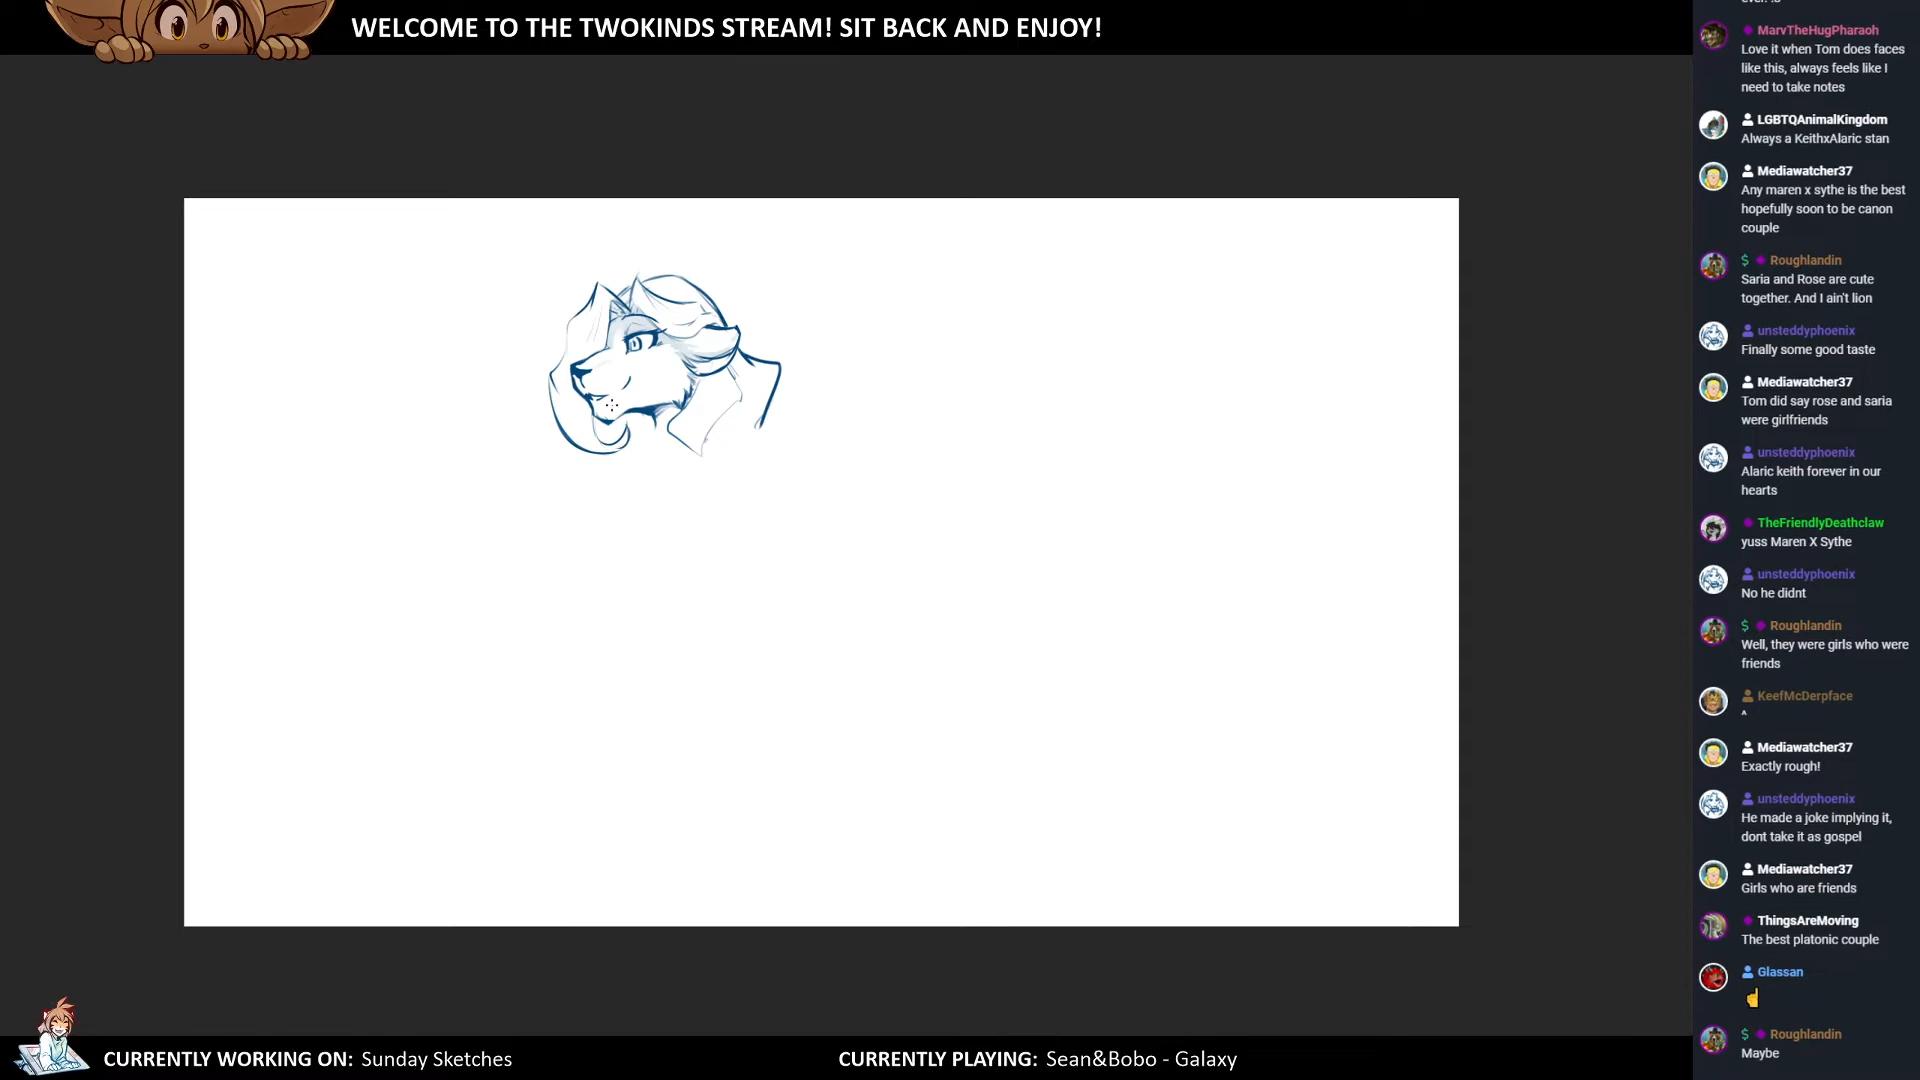 WELCOME TO THE TWOKINDS STREAM! SIT BACK AND ENJOY!
MarvTheHugPharaoh
Love it when Tom does faces
like this, always feels like I
need to take notes
LGBTQAnimalKingdom
Always a KeithxAlaric stan
Mediawatcher37
Any maren x sythe is the best
hopefully soon to be canon
couple
$ Roughlandin
Saria and Rose are cute
together. And I ain't lion
unsteddyphoenix
Finally some good taste
Mediawatcher37
Tom did say rose and saria
were girlfriends
unsteddyphoenix
Alaric keith forever in our
hearts
TheFriendlyDeathclaw
yuss Maren X Sythe
unsteddyphoenix
No he didnt
$ Roughlandin
Well, they were girls who were
friends
KeefMcDerpface
^
Mediawatcher37
Exactly rough!
unsteddyphoenix
He made a joke implying it,
dont take it as gospel
Mediawatcher37
Girls who are friends
ThingsAreMoving
The best platonic couple
Glassan
$ Roughlandin
Maybe
CURRENTLY WORKING ON: Sunday Sketches
CURRENTLY PLAYING: Sean&Bobo - Galaxy